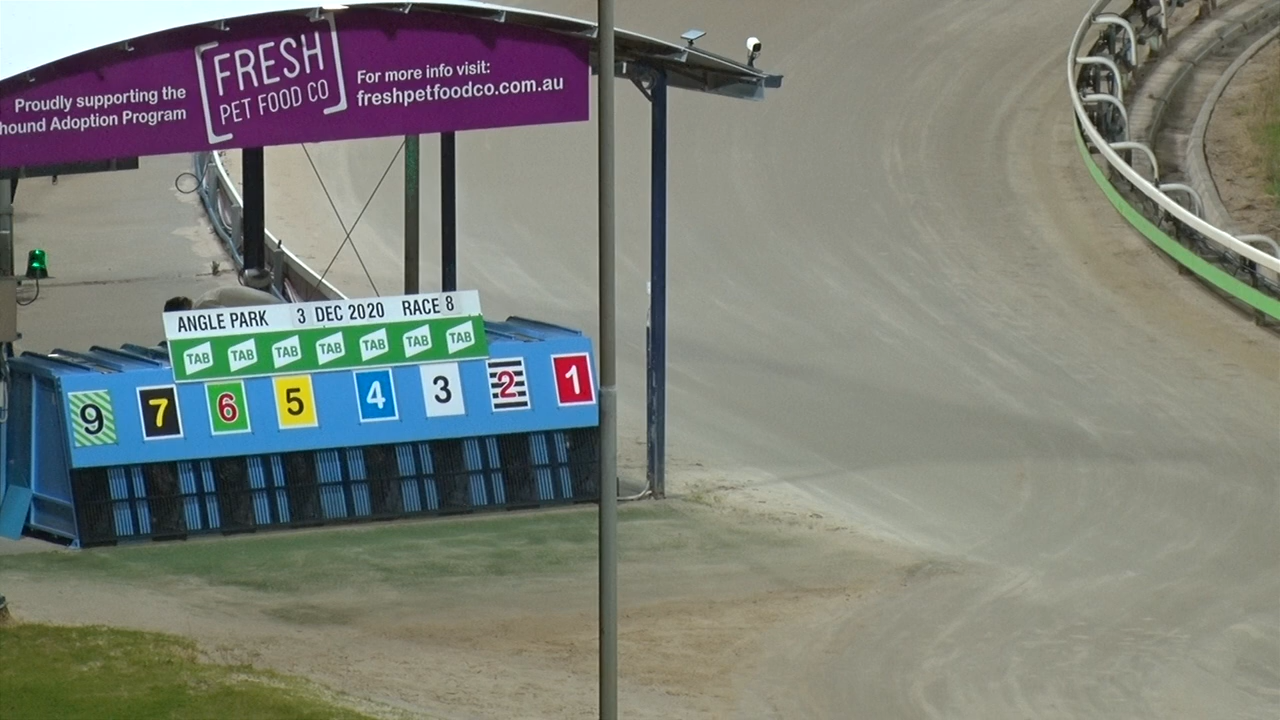 Proudly supporting the
hound Adoption Program
FRESH
PET FOOD CO
For more info visit:
freshpetfoodco.com.au
ANGLE PARK 3 DEC 2020 RACE 8
TAB TAB TAB TAB TAB TAB TAB
9 7 6 5 4 3 2 1